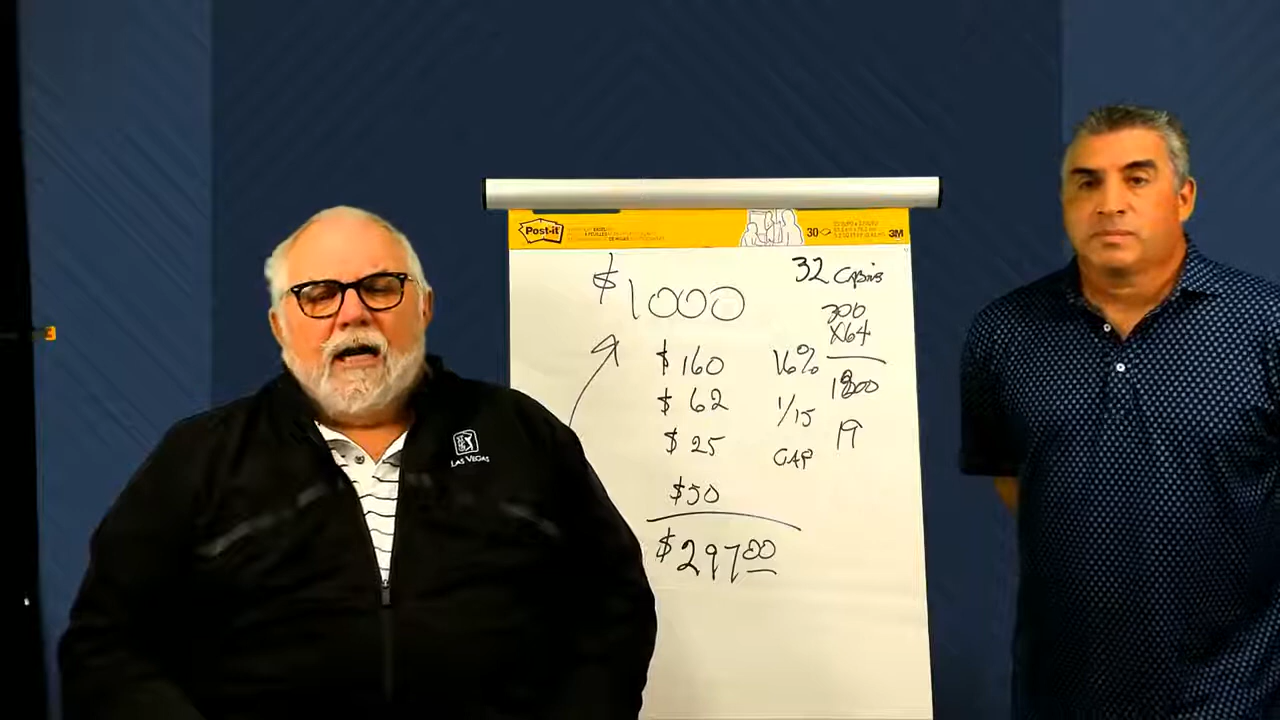 Post-it
30
3M
$1000
$ 160
$ 62
$ 25
$50
$297.00
32 CABINS
300
X64
16%
1/15
CAP
19
LAS VEGAS